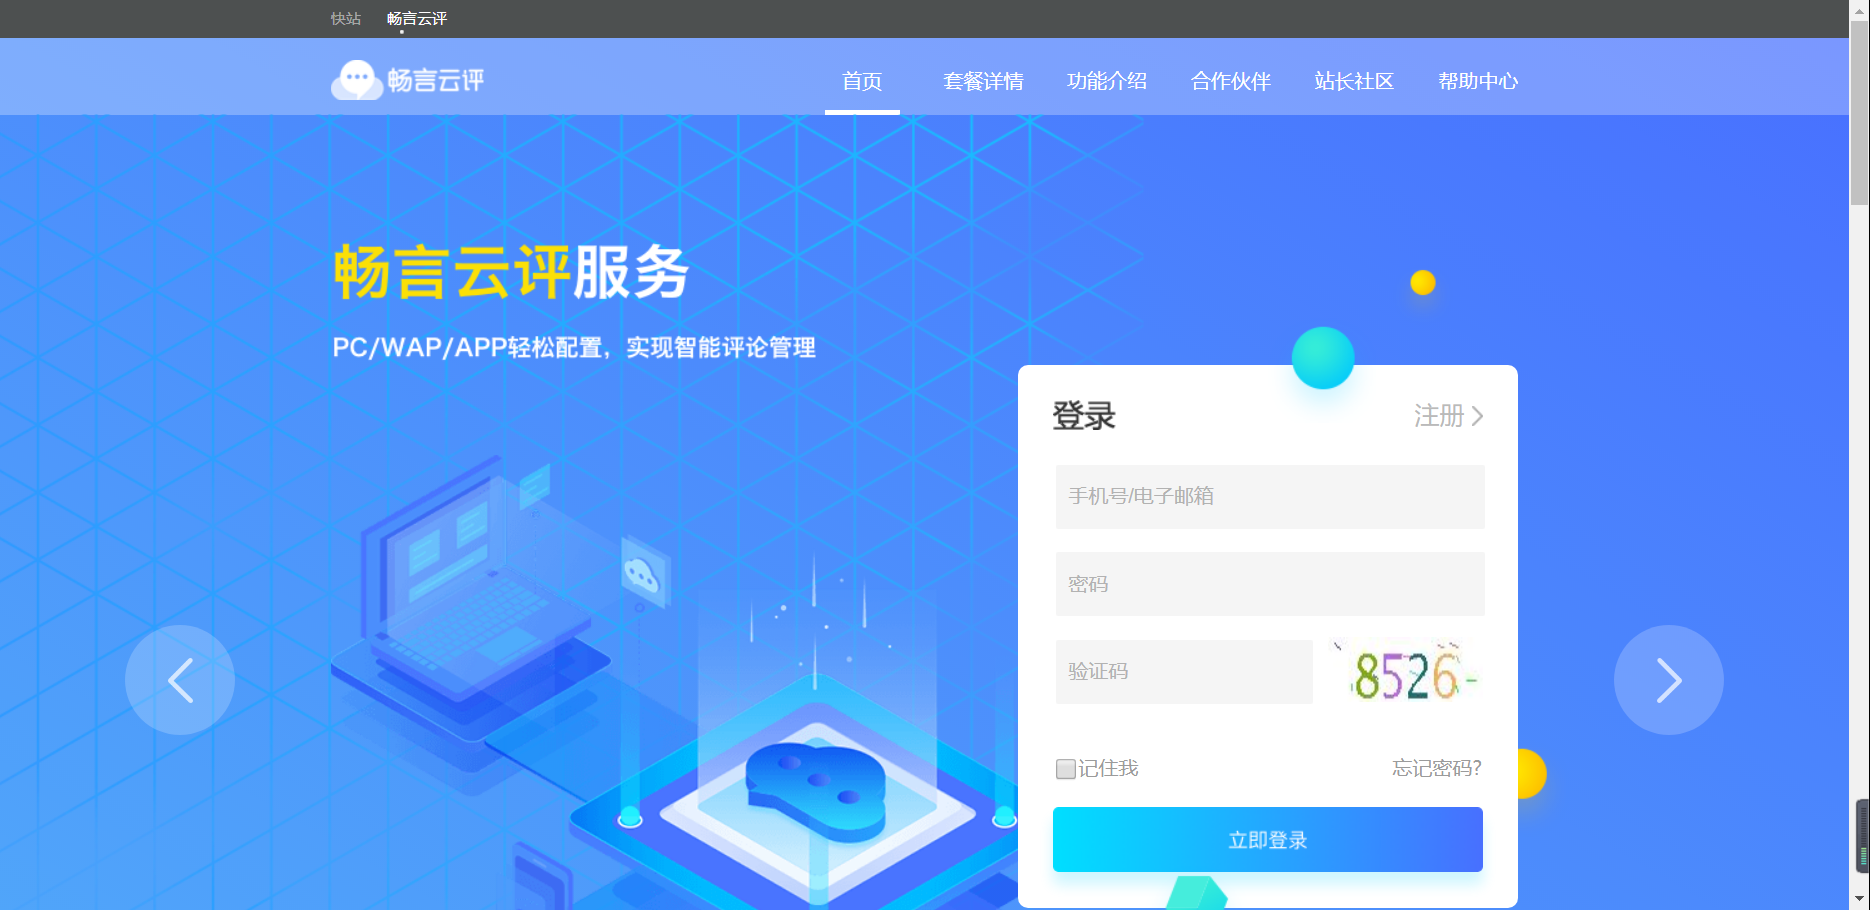 快站 畅言云评
畅言云评 首页 套餐详情 功能介绍 合作伙伴 站长社区 帮助中心
畅言云评服务
PC/WAP/APP轻松配置，实现智能评论管理
登录 注册
手机号/电子邮箱
密码
验证码 8526
记住我 忘记密码?
立即登录